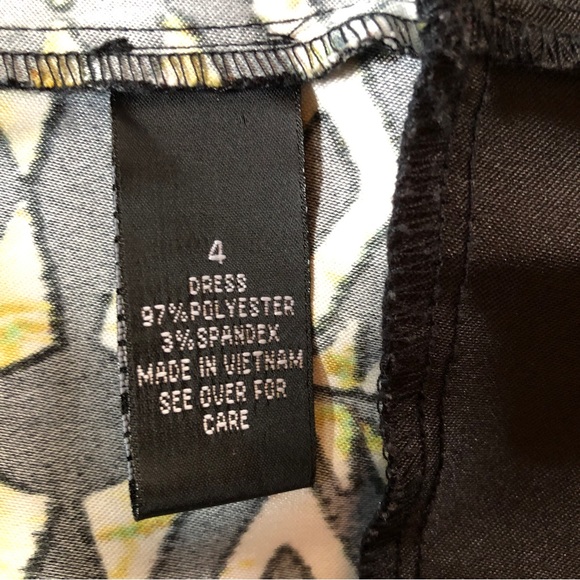 4
DRESS
97% POLYESTER
3% SPANDEX
MADE IN VIETNAM
SEE OVER FOR
CARE